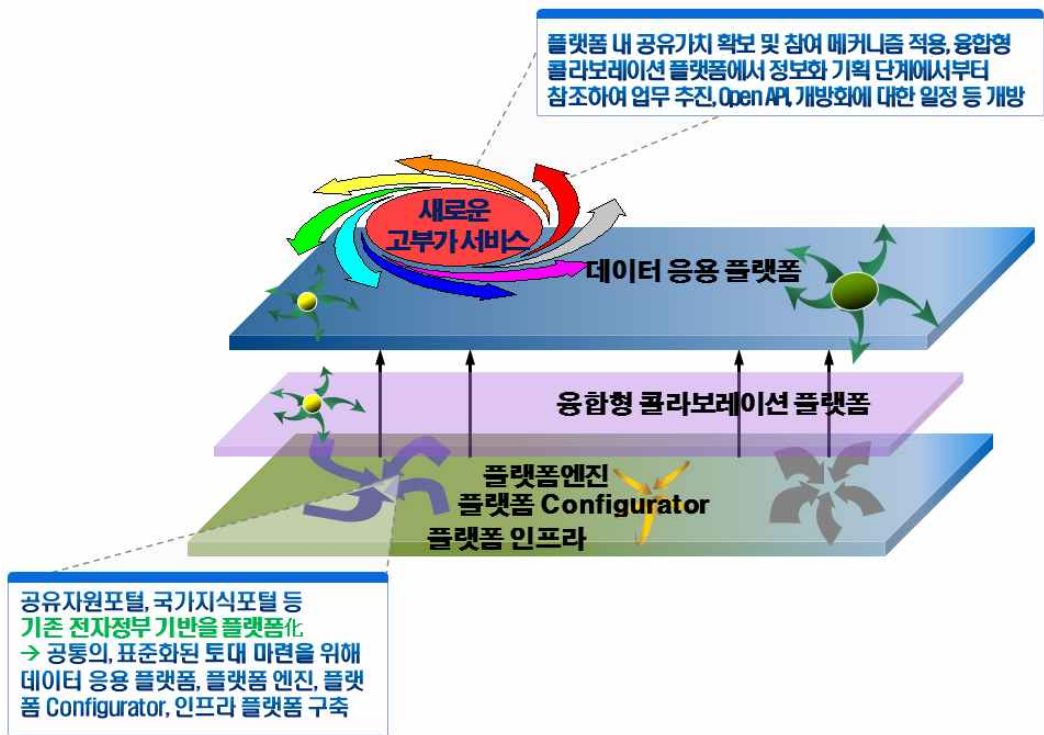 플랫폼 내 공유가치 확보 및 참여 메커니즘 적용, 융합형
콜라보레이션 플랫폼에서 정보화 기획 단계에서부터
참조하여 업무 추진, Open API, 개방화에 대한 일정 등 개방
새로운
고부가 서비스
데이터 응용 플랫폼
융합형 콜라보레이션 플랫폼
플랫폼엔진
플랫폼 Configurator
플랫폼 인프라
공유자원포털, 국가지식포털 등
기존 전자정부 기반을 플랫폼化
→ 공통의, 표준화된 토대 마련을 위해
데이터 응용 플랫폼, 플랫폼 엔진, 플랫
폼 Configurator, 인프라 플랫폼 구축